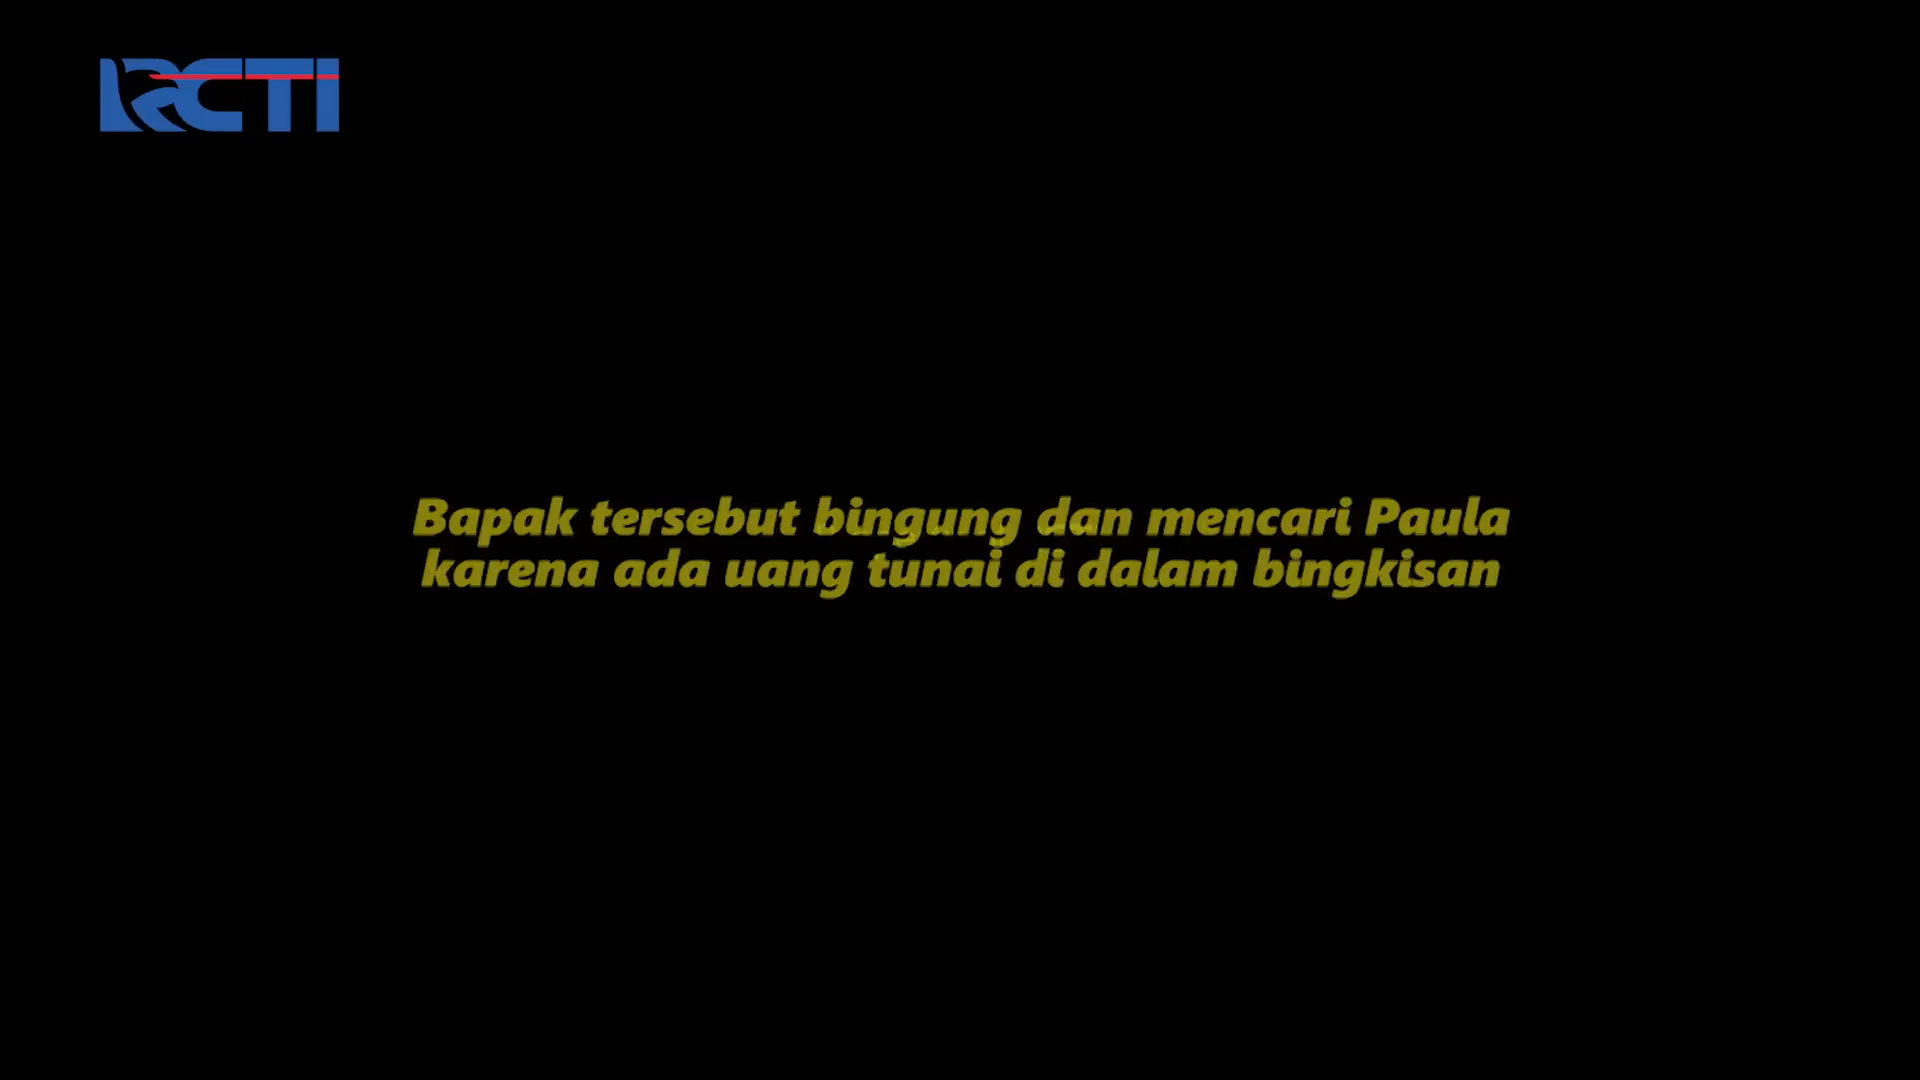 RCTI
Bapak tersebut bingung dan mencari Paula
karena ada uang tunai di dalam bingkisan